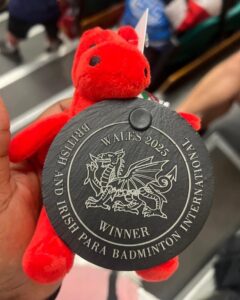 WALES 2025
BRITISH AND IRISH PARA BADMINTON INTERNATIONAL
WINNER